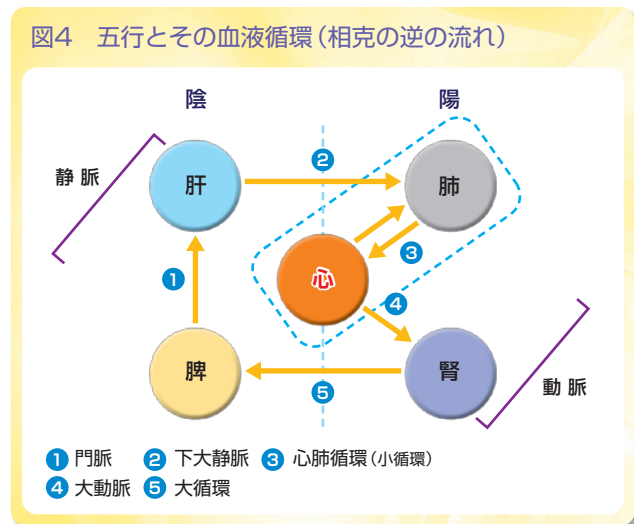 図4 五行とその血液循環（相克の逆の流れ）
陰 陽
静 脈
肝 ② 肺
① 心 ③
④
脾 ⑤ 腎
動 脈
① 門脈 ② 下大静脈 ③ 心肺循環（小循環）
④ 大動脈 ⑤ 大循環